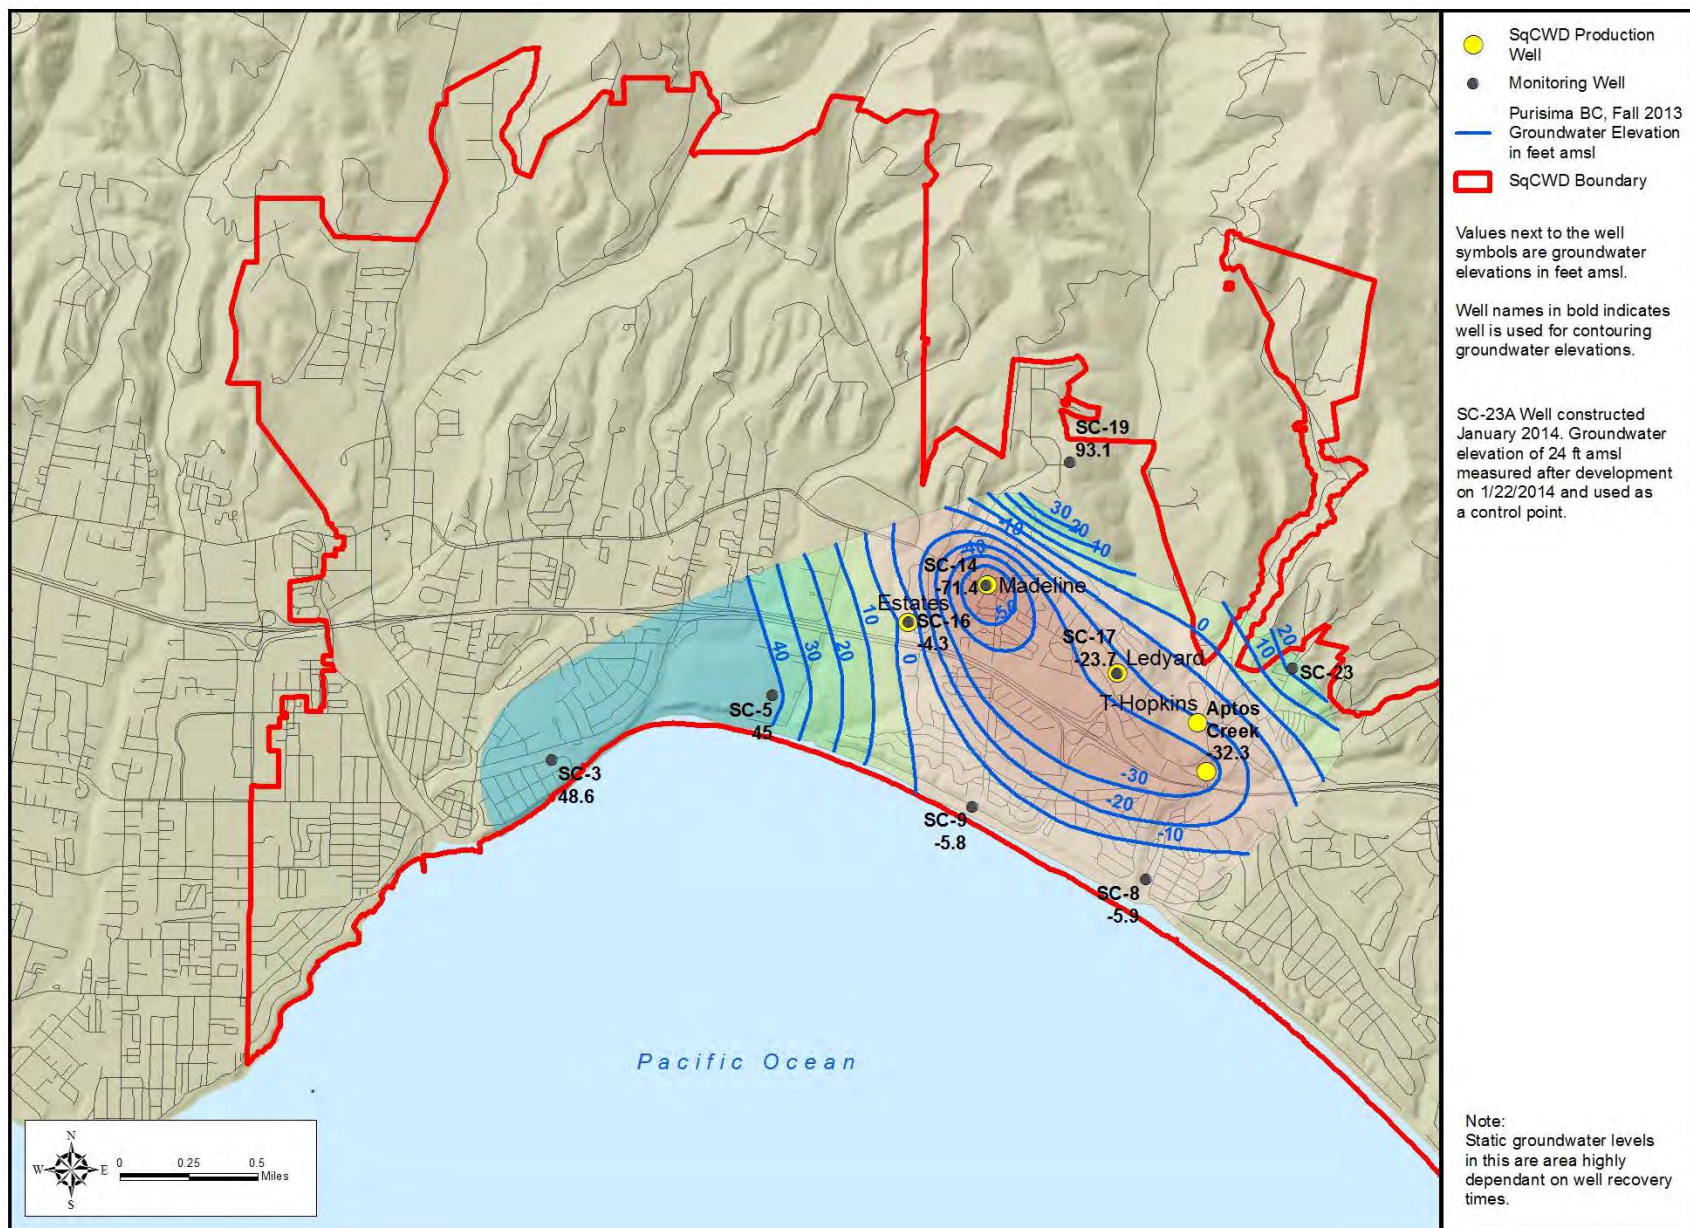 SqCWD Production
Well
Monitoring Well
Purisima BC, Fall 2013
Groundwater Elevation
in feet amsl
SqCWD Boundary
Values next to the well
symbols are groundwater
elevations in feet amsl.
Well names in bold indicates
well is used for contouring
groundwater elevations.
SC-23A Well constructed
January 2014. Groundwater
elevation of 24 ft amsl
measured after development
on 1/22/2014 and used as
a control point.
Note:
Static groundwater levels
in this are area highly
dependant on well recovery
times.
SC-19
93.1
30
20
10
-10
-40
SC-14
-71.4
Madeline
-50
Estates
SC-16
-4.3
10
0
20
30
40
SC-17
-23.7
Ledyard
T-Hopkins
Aptos
Creek
-32.3
0
20
10
SC-23
SC-5
45
SC-3
48.6
-30
-20
-10
SC-9
-5.8
SC-8
-5.9
Pacific Ocean
N
W
E
S
0
0.25
0.5
Miles